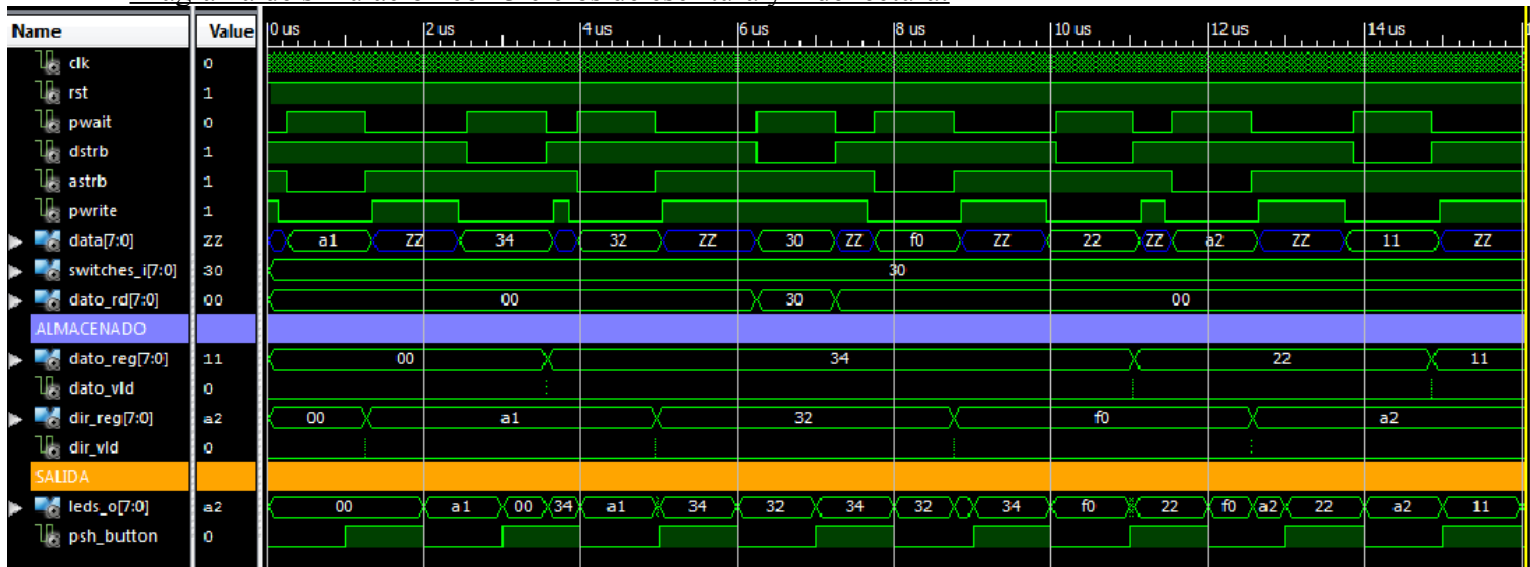 Name Value 0 us 2 us 4 us 6 us 8 us 10 us 12 us 14 us
clk 0
rst 1
pwait 0
dstrb 1
astrb 1
pwrite 1
data[7:0] ZZ a1 ZZ 34 32 ZZ 30 ZZ f0 ZZ 22 ZZ a2 ZZ 11 ZZ
switches_i[7:0] 30 30
dato_rd[7:0] 00 00 30 00
ALMACENADO
dato_reg[7:0] 11 00 34 22 11
dato_vld 0
dir_reg[7:0] a2 00 a1 32 f0 a2
dir_vld 0
SALIDA
leds_o[7:0] a2 00 a1 00 34 a1 34 32 34 32 34 f0 22 f0 a2 22 a2 11
psh_button 0